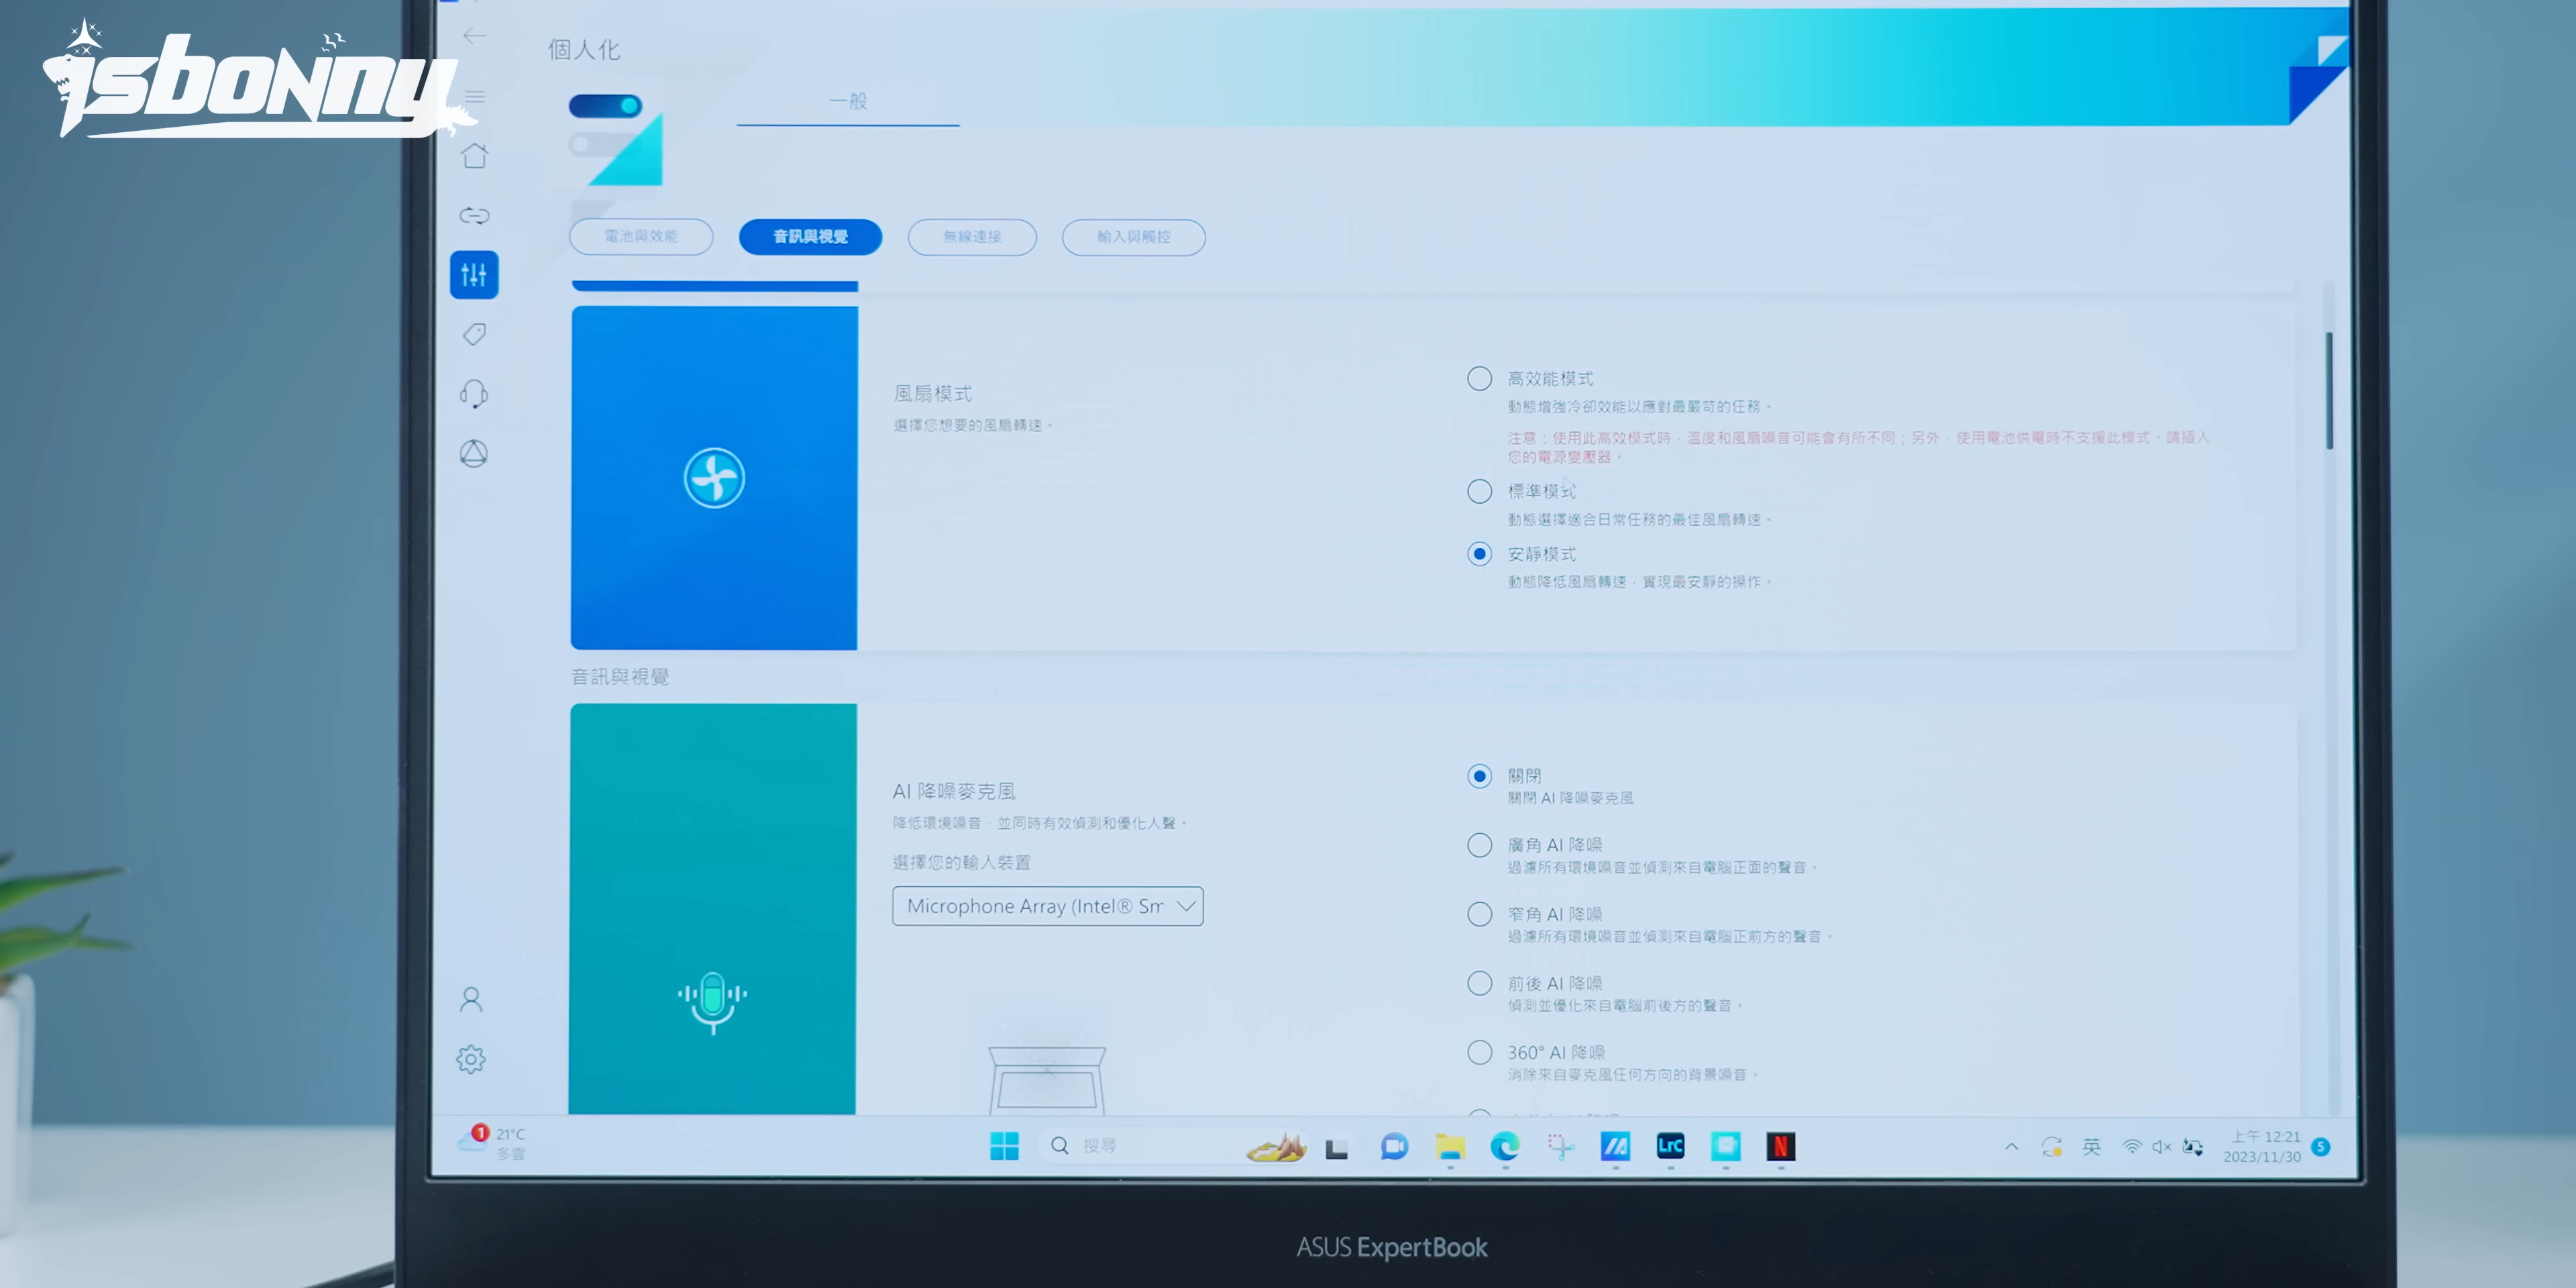 isbonny
個人化
一般
電池與效能
音訊與視覺
無線連接
輸入與觸控
風扇模式
選擇您想要的風扇轉速。
高效能模式
動態增強冷卻效能以應對最嚴苛的任務。
注意：使用此高效模式時，溫度和風扇噪音可能會有所不同；另外，使用電池供電時不支援此模式。請插入
您的電源變壓器。
標準模式
動態選擇適合日常任務的最佳風扇轉速。
安靜模式
動態降低風扇轉速，實現最安靜的操作。
音訊與視覺
AI 降噪麥克風
降低環境噪音，並同時有效偵測和優化人聲。
選擇您的輸入裝置
Microphone Array (Intel® Sm
關閉
關閉 AI 降噪麥克風
廣角 AI 降噪
過濾所有環境噪音並偵測來自電腦正面的聲音。
窄角 AI 降噪
過濾所有環境噪音並偵測來自電腦正前方的聲音。
前後 AI 降噪
偵測並優化來自電腦前後方的聲音。
360° AI 降噪
消除來自麥克風任何方向的背景噪音。
1
21°C
多雲
搜尋
LrC
N
英
上午 12:21
2023/11/30
5
ASUS ExpertBook